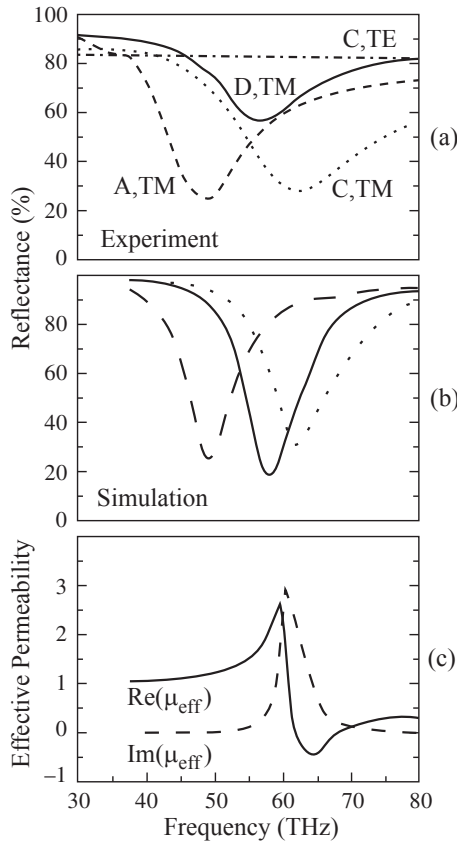 100
C,TE
80
D,TM
60
40
A,TM
C,TM
(a)
20
Experiment
0
Reflectance (%)
80
60
40
(b)
20
Simulation
0
Effective Permeability
3
2
(c)
1
Re(μeff)
0
Im(μeff)
–1
30 40 50 60 70 80
Frequency (THz)